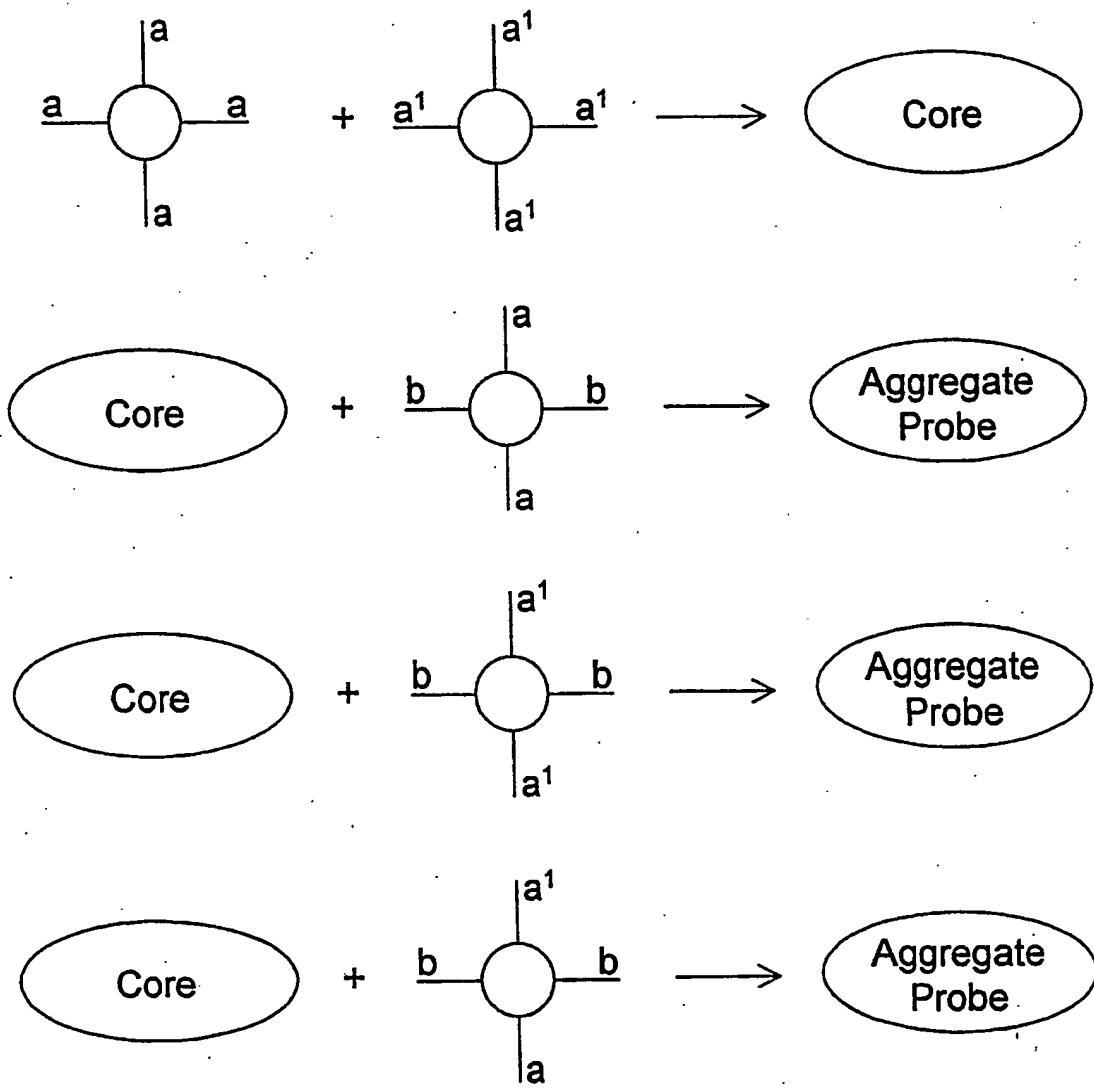 a a¹
a a + a¹ a¹ → Core
a a¹
a
Core + b b → Aggregate
Probe
a
a¹
Core + b b → Aggregate
Probe
a¹
a¹
Core + b b → Aggregate
Probe
a